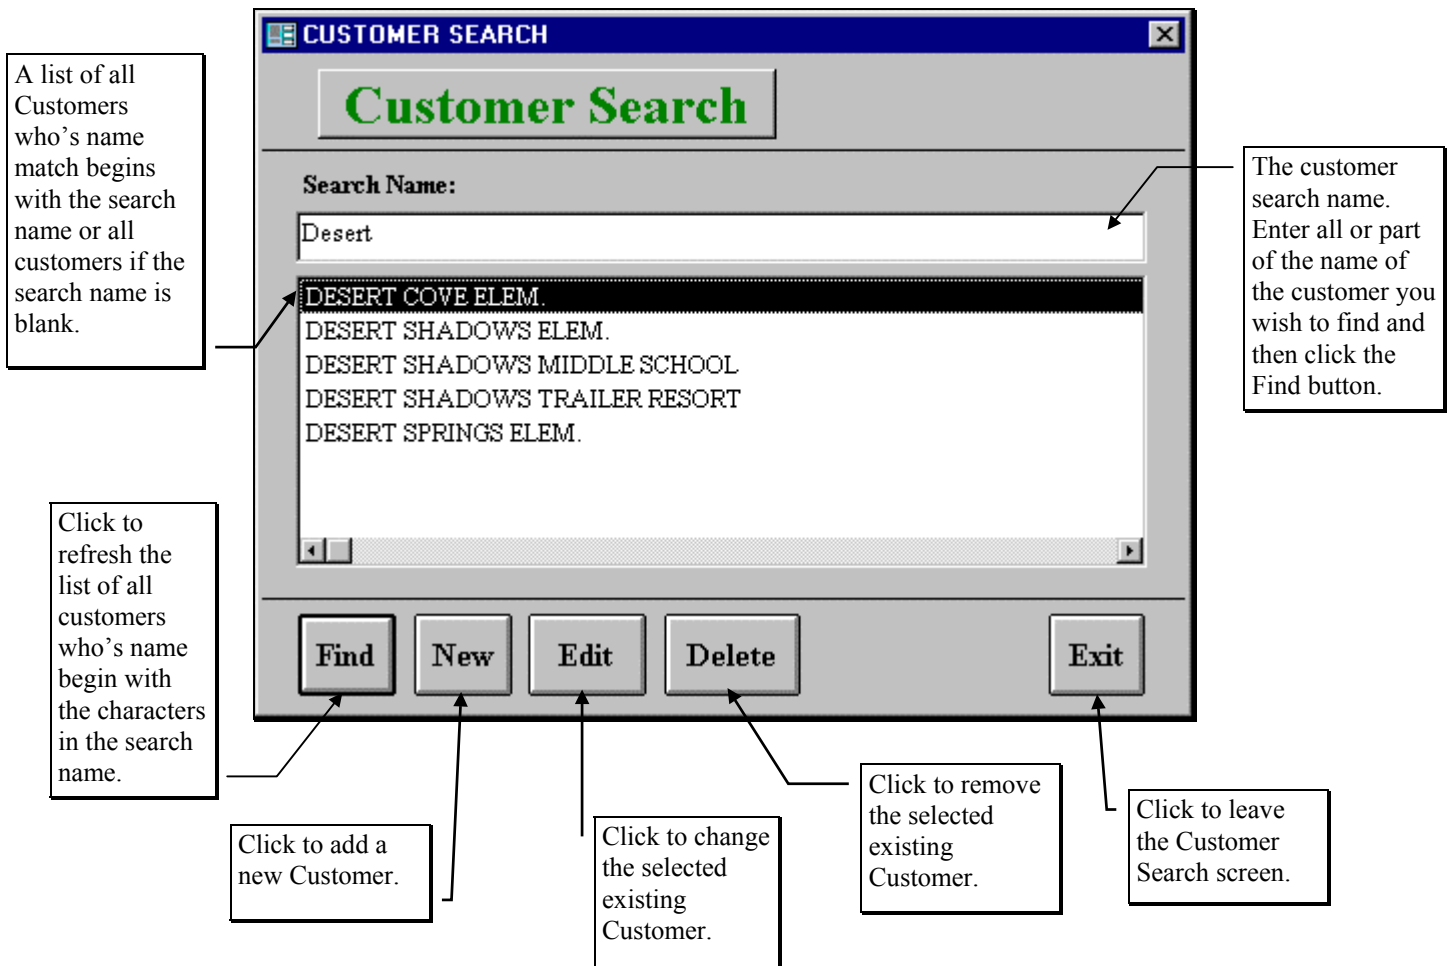 CUSTOMER SEARCH
Customer Search
A list of all
Customers
who’s name
match begins
with the search
name or all
customers if the
search name is
blank.
Search Name:
Desert
The customer
search name.
Enter all or part
of the name of
the customer you
wish to find and
then click the
Find button.
DESERT COVE ELEM.
DESERT SHADOWS ELEM.
DESERT SHADOWS MIDDLE SCHOOL
DESERT SHADOWS TRAILER RESORT
DESERT SPRINGS ELEM.
Click to
refresh the
list of all
customers
who’s name
begin with
the characters
in the search
name.
Find
New
Edit
Delete
Exit
Click to add a
new Customer.
Click to change
the selected
existing
Customer.
Click to remove
the selected
existing
Customer.
Click to leave
the Customer
Search screen.